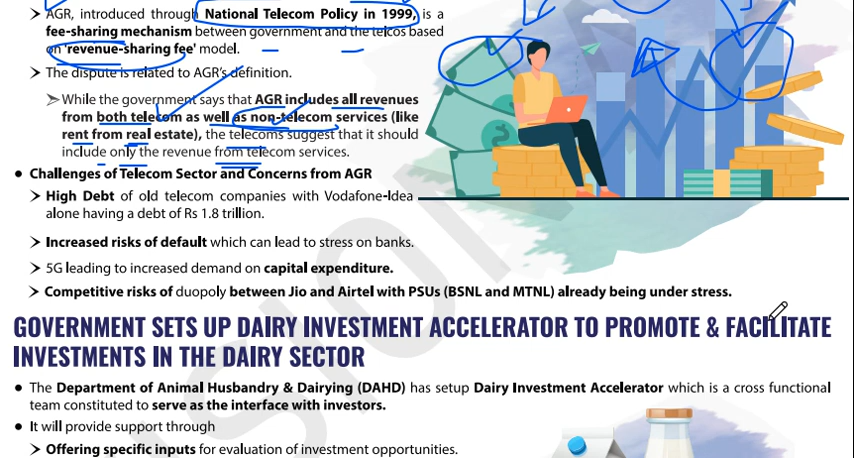 ➤ AGR, introduced through National Telecom Policy in 1999, is a
fee-sharing mechanism between government and the telcos based
on 'revenue-sharing fee' model.
➤ The dispute is related to AGR's definition.
➤ While the government says that AGR includes all revenues
from both telecom as well as non-telecom services (like
rent from real estate), the telecoms suggest that it should
include only the revenue from telecom services.
• Challenges of Telecom Sector and Concerns from AGR
➤ High Debt of old telecom companies with Vodafone-Idea
alone having a debt of Rs 1.8 trillion.
➤ Increased risks of default which can lead to stress on banks.
➤ 5G leading to increased demand on capital expenditure.
➤ Competitive risks of duopoly between Jio and Airtel with PSUs (BSNL and MTNL) already being under stress.
GOVERNMENT SETS UP DAIRY INVESTMENT ACCELERATOR TO PROMOTE & FACILITATE
INVESTMENTS IN THE DAIRY SECTOR
• The Department of Animal Husbandry & Dairying (DAHD) has setup Dairy Investment Accelerator which is a cross functional
team constituted to serve as the interface with investors.
• It will provide support through
➤ Offering specific inputs for evaluation of investment opportunities.